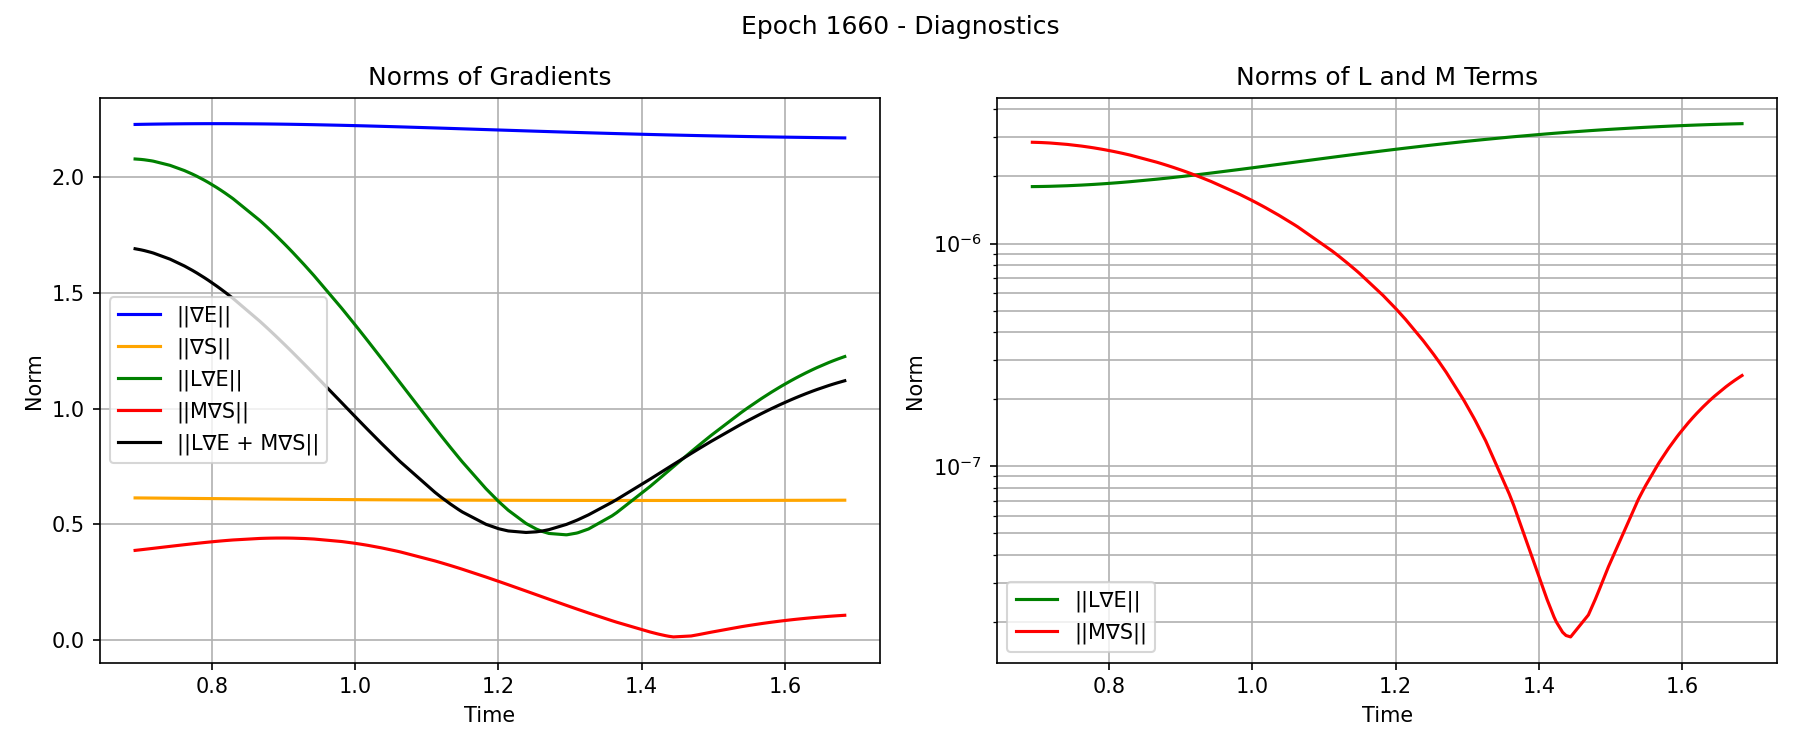 Epoch 1660 - Diagnostics
Norms of Gradients
Norm
2.0
1.5
1.0
0.5
0.0
||∇E||
||∇S||
||L∇E||
||M∇S||
||L∇E + M∇S||
0.8 1.0 1.2 1.4 1.6
Time
Norms of L and M Terms
Norm
10⁻⁶
10⁻⁷
||L∇E||
||M∇S||
0.8 1.0 1.2 1.4 1.6
Time